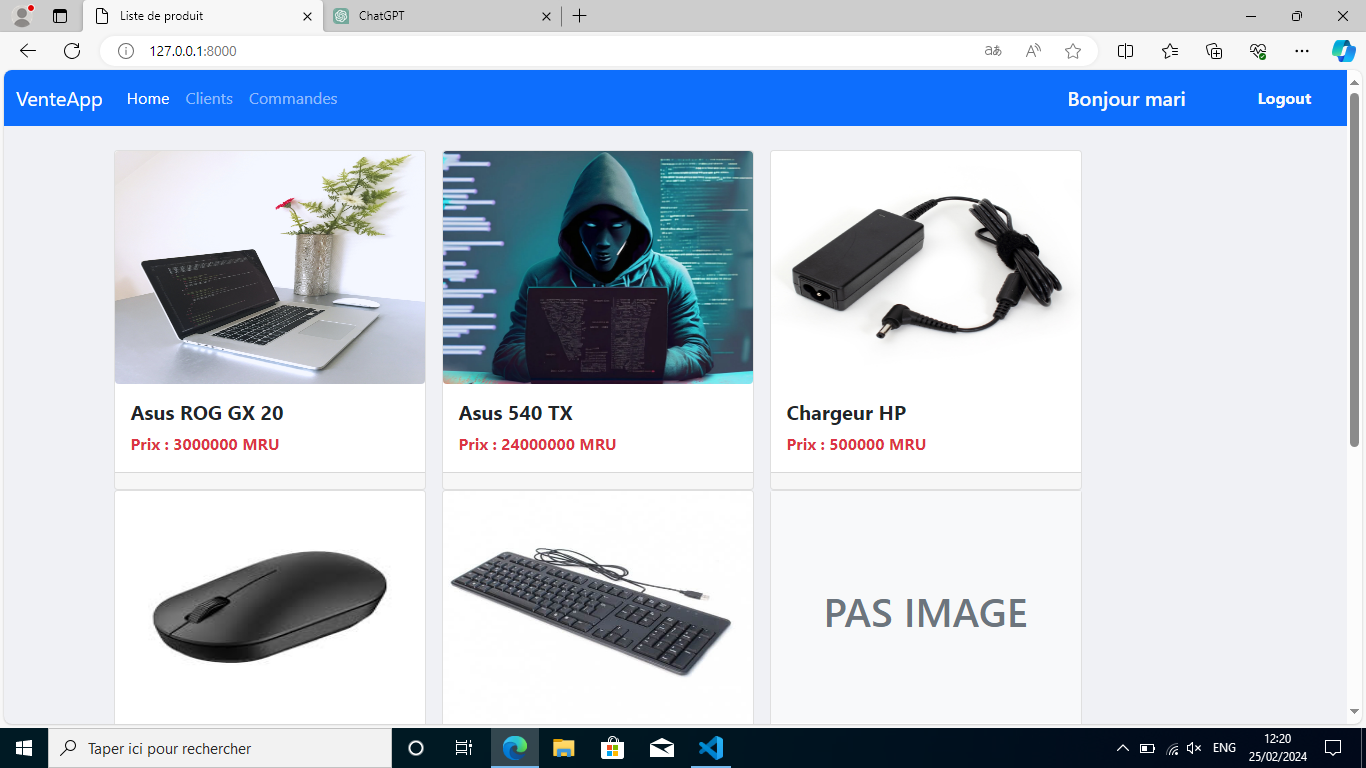 Liste de produit
ChatGPT
127.0.0.1:8000
VenteApp Home Clients Commandes Bonjour mari Logout
Asus ROG GX 20
Prix : 3000000 MRU
Asus 540 TX
Prix : 24000000 MRU
Chargeur HP
Prix : 500000 MRU
PAS IMAGE
Taper ici pour rechercher
ENG
12:20
25/02/2024